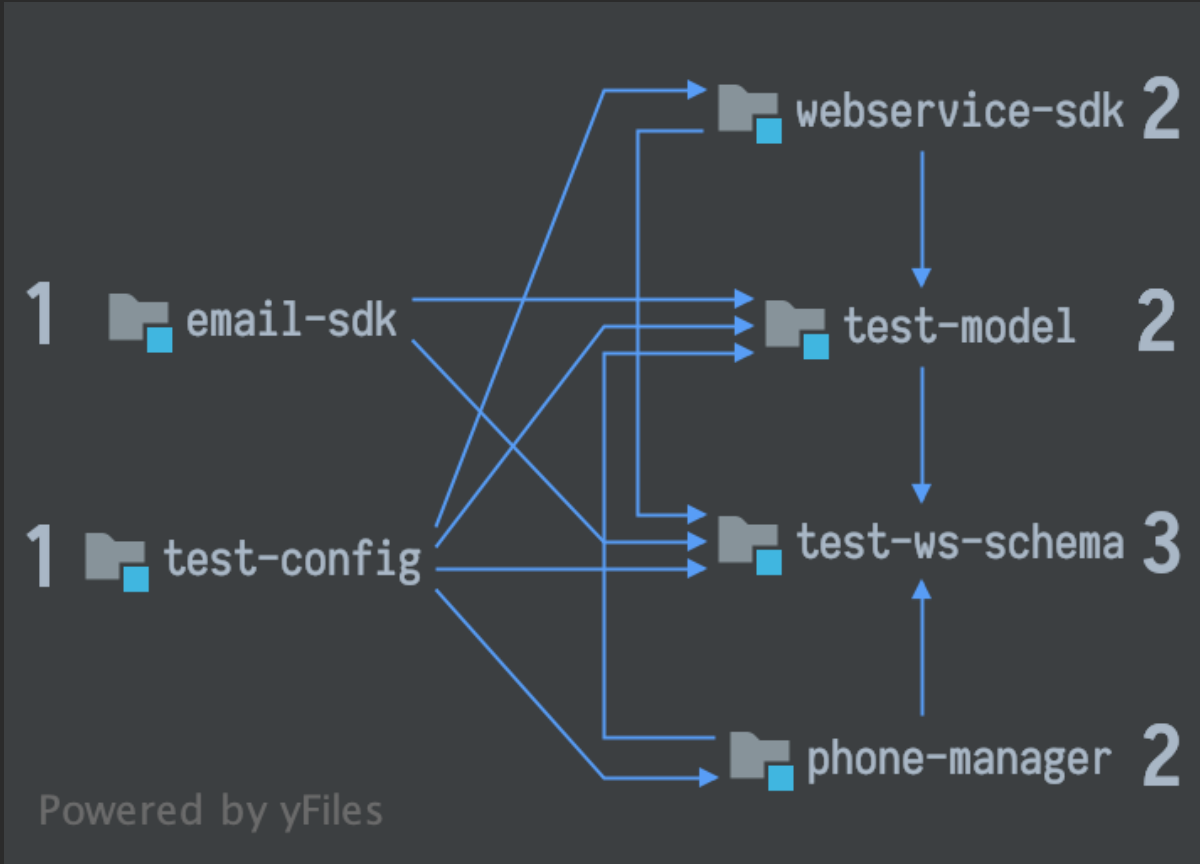 webservice-sdk 2
1 email-sdk
test-model 2
1 test-config
test-ws-schema 3
phone-manager 2
Powered by yFiles